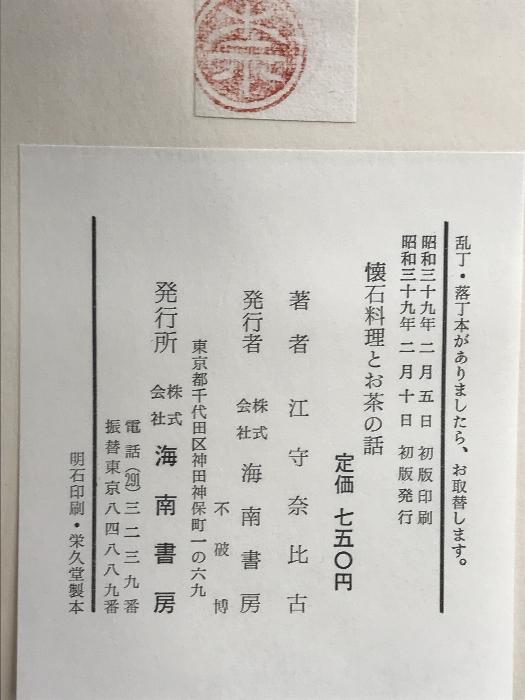 乱丁・落丁本がありましたら、お取替します。
昭和三十九年 二月 五日 初版印刷
昭和三十九年 二月 十日 初版発行
懐石料理とお茶の話
定価 七五〇円
著者 江守奈比古
発行者 株式会社 海南書房
不破博
東京都千代田区神田神保町一の六九
発行所 株式会社 海南書房
電話(291)三二三九番
振替東京八四八八九番
明石印刷・栄久堂製本